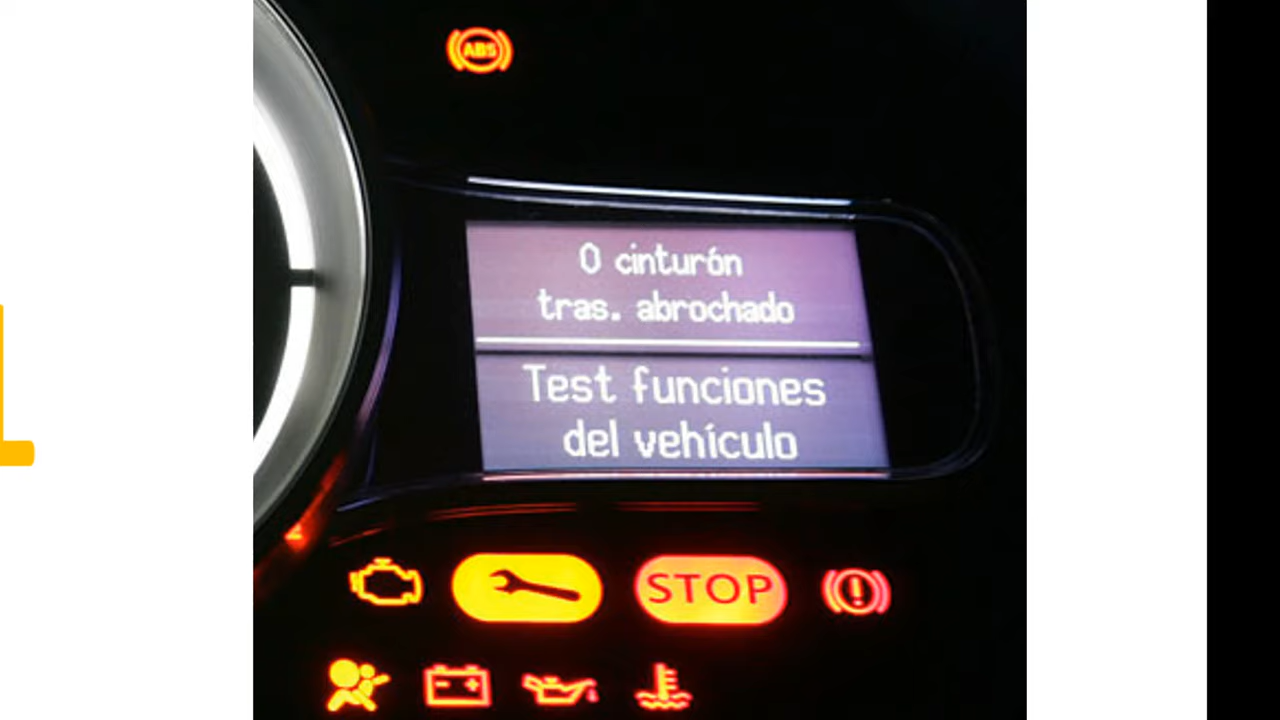 ABS
0 cinturón
tras. abrochado
Test funciones
del vehículo
STOP